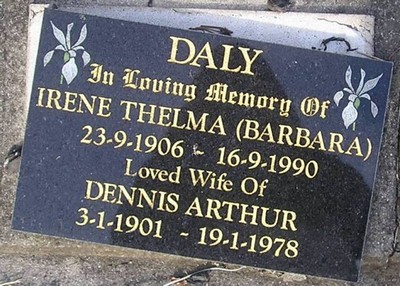 DALY
In Loving Memory Of
IRENE THELMA (BARBARA)
23-9-1906 - 16-9-1990
Loved Wife Of
DENNIS ARTHUR
3-1-1901 - 19-1-1978